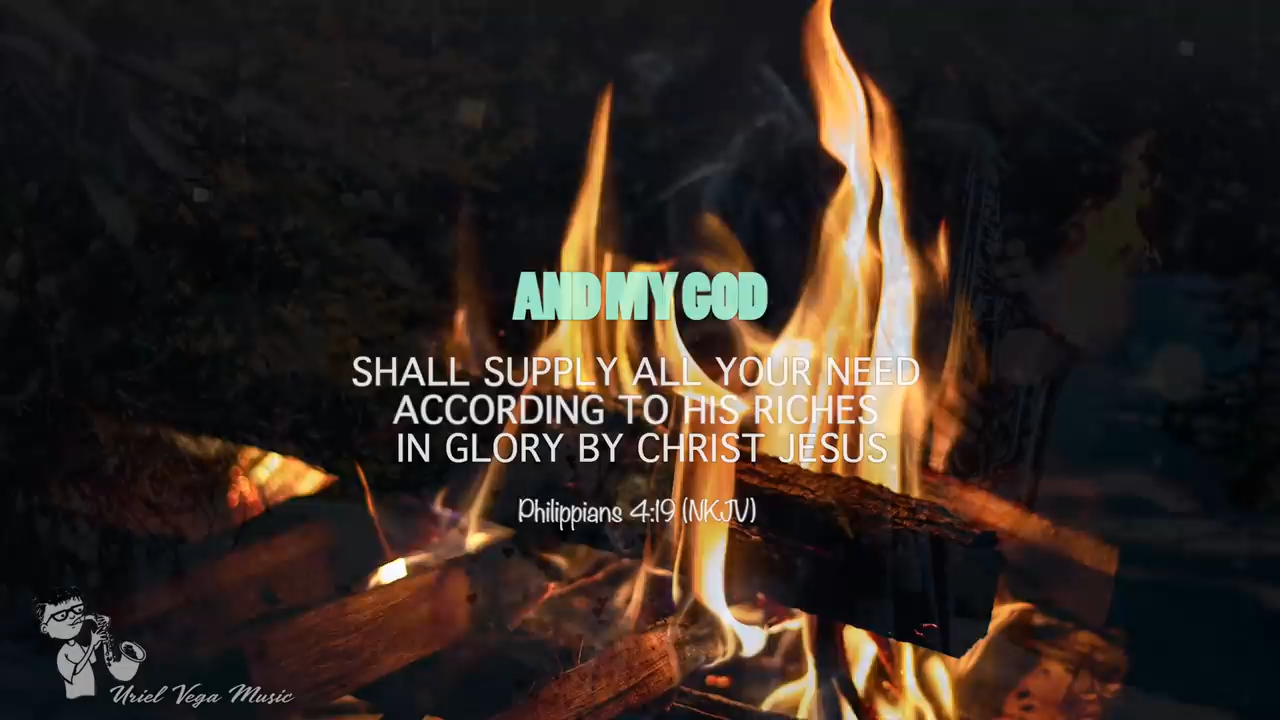 AND MY GOD
SHALL SUPPLY ALL YOUR NEED
ACCORDING TO HIS RICHES
IN GLORY BY CHRIST JESUS
Philippians 4:19 (NKJV)
Uriel Vega Music